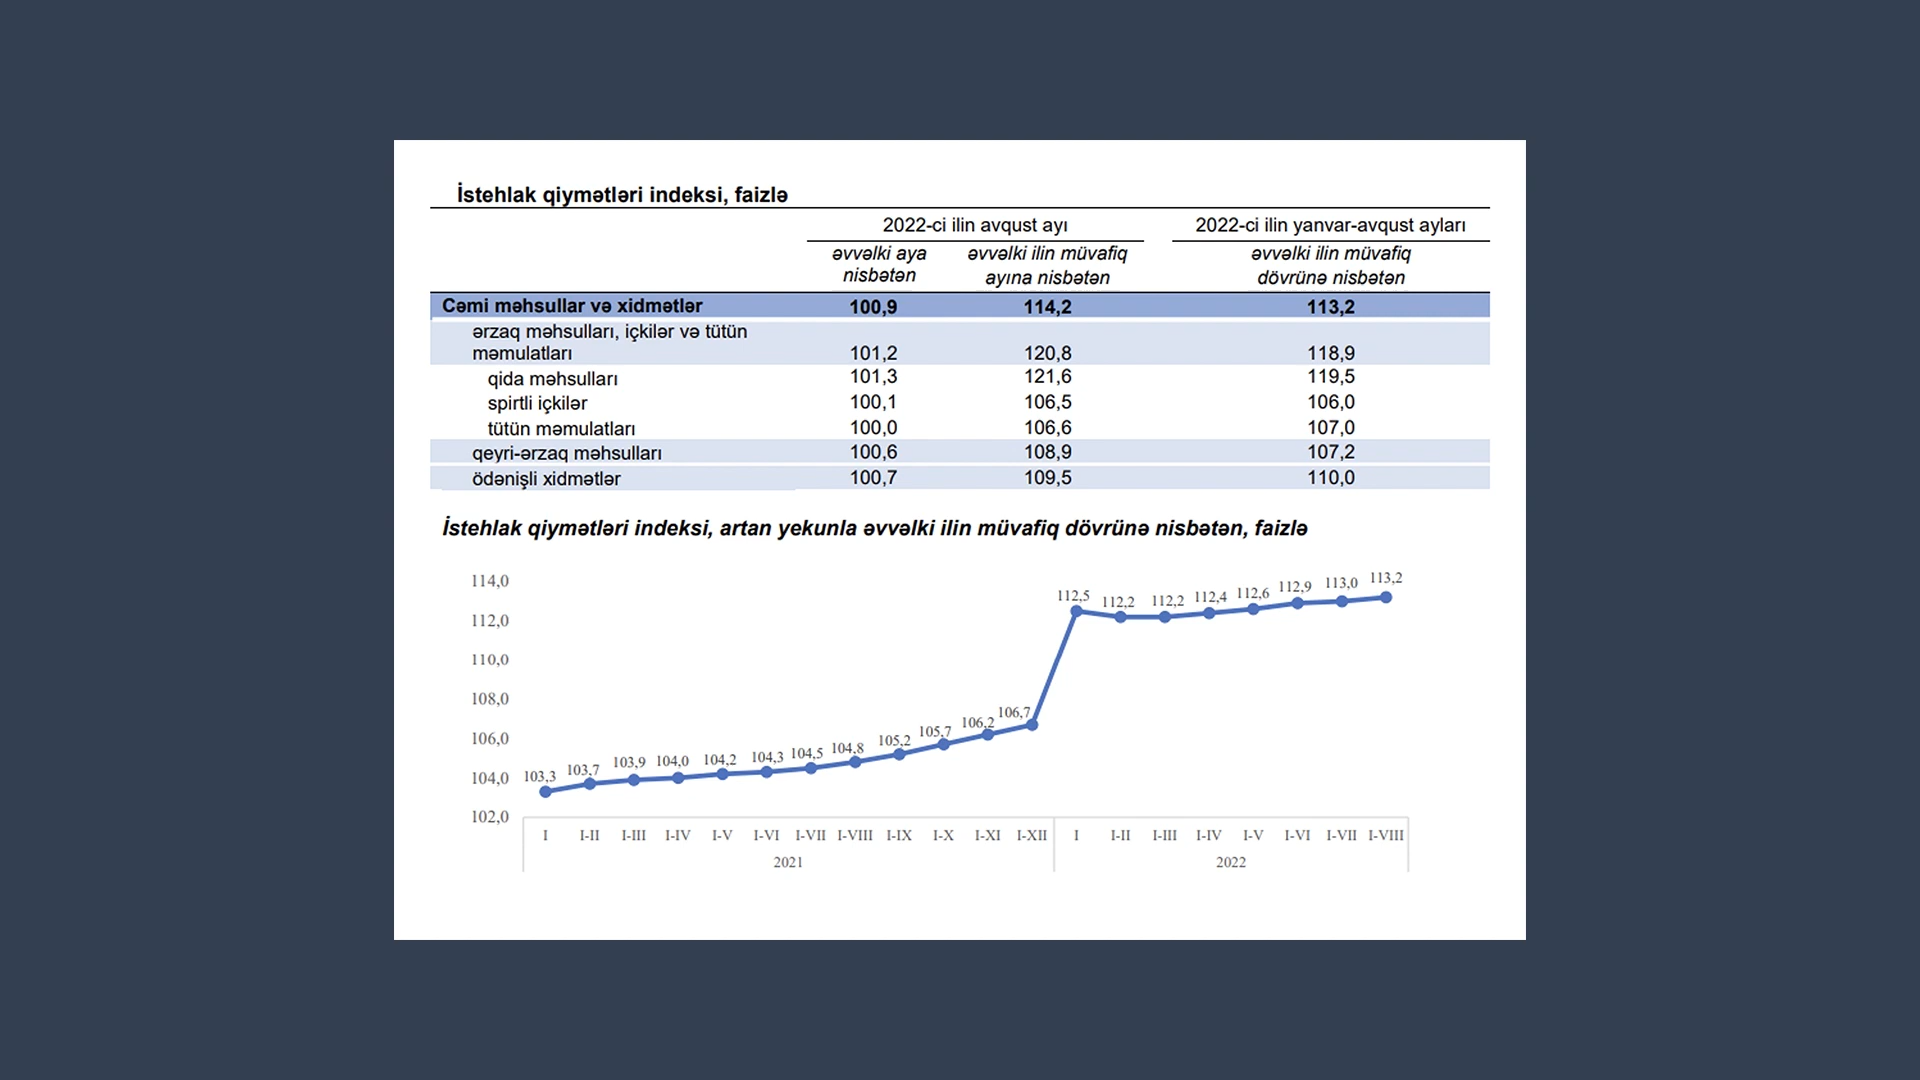 İstehlak qiymətləri indeksi, faizlə
2022-ci ilin avqust ayı 2022-ci ilin yanvar-avqust ayları
əvvəlki aya nisbətən əvvəlki ilin müvafiq ayına nisbətən əvvəlki ilin müvafiq dövrünə nisbətən
Cəmi məhsullar və xidmətlər 100,9 114,2 113,2
ərzaq məhsulları, içkilər və tütün
məmulatları 101,2 120,8 118,9
qida məhsulları 101,3 121,6 119,5
spirtli içkilər 100,1 106,5 106,0
tütün məmulatları 100,0 106,6 107,0
qeyri-ərzaq məhsulları 100,6 108,9 107,2
ödənişli xidmətlər 100,7 109,5 110,0
İstehlak qiymətləri indeksi, artan yekunla əvvəlki ilin müvafiq dövrünə nisbətən, faizlə
114,0
112,0
110,0
108,0
106,0
104,0
102,0
103,3 103,7 103,9 104,0 104,2 104,3 104,5 104,8 105,2 105,7 106,2 106,7 112,5 112,2 112,2 112,4 112,6 112,9 113,0 113,2
I I-II I-III I-IV I-V I-VI I-VII I-VIII I-IX I-X I-XI I-XII I I-II I-III I-IV I-V I-VI I-VII I-VIII
2021 2022